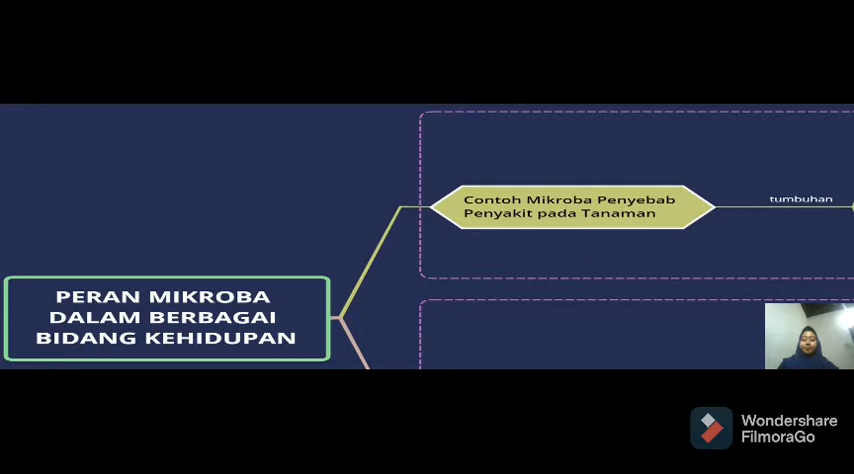 Contoh Mikroba Penyebab
Penyakit pada Tanaman
tumbuhan
PERAN MIKROBA
DALAM BERBAGAI
BIDANG KEHIDUPAN
Wondershare
FilmoraGo